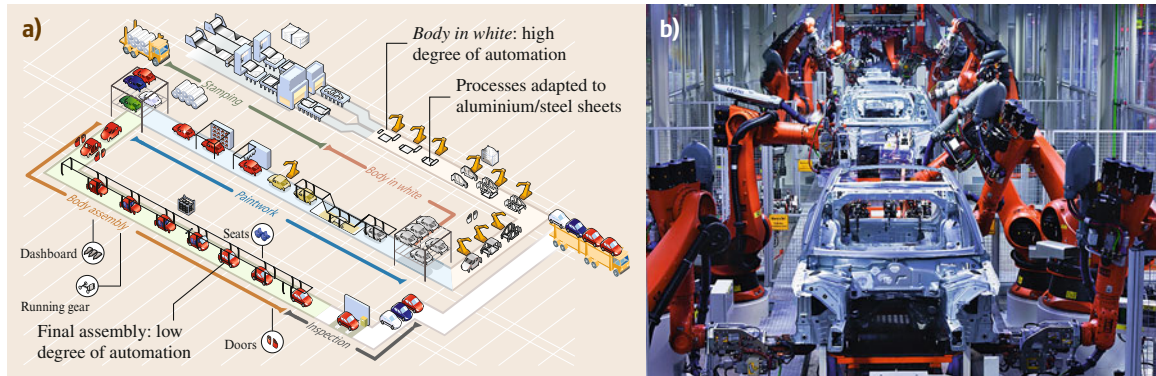 a)
Body in white: high
degree of automation
Processes adapted to
aluminium/steel sheets
Stamping
Body in white
Paintwork
Body assembly
Seats
Dashboard
Running gear
Final assembly: low
degree of automation
Doors
Inspection
b)